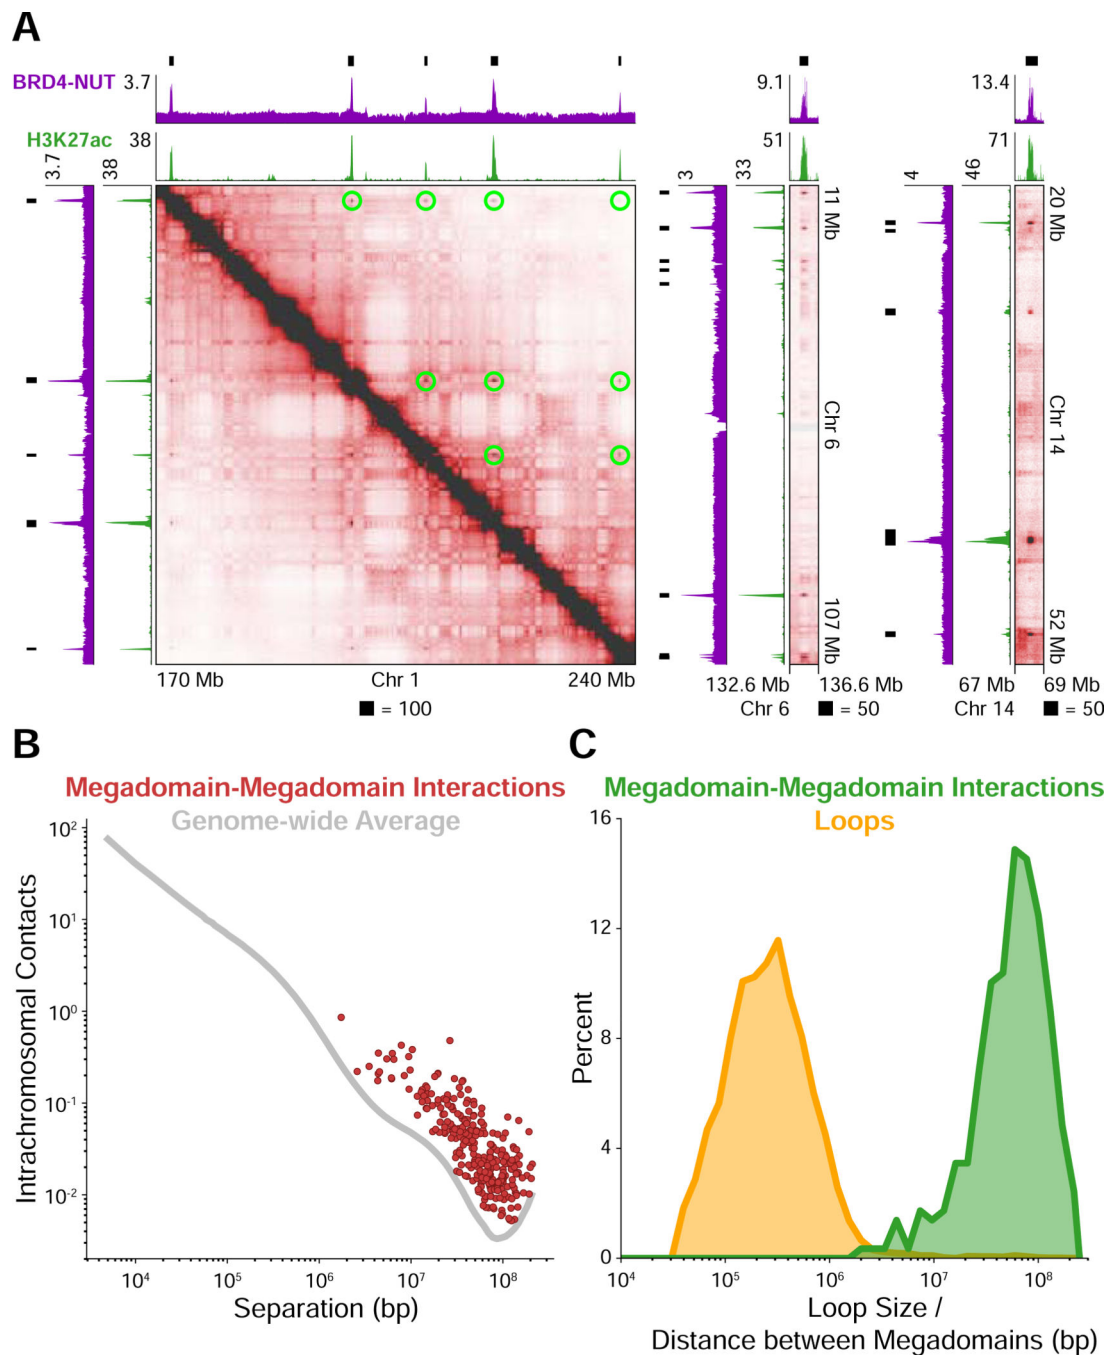 A
BRD4-NUT 3.7 9.1 13.4
H3K27ac 38 51 71
3.7 38 3 33 4 46
11 Mb 20 Mb
Chr 6 Chr 14
107 Mb 52 Mb
170 Mb Chr 1 240 Mb
132.6 Mb 136.6 Mb 67 Mb 69 Mb
= 100 Chr 6 = 50 Chr 14 = 50
B
Megadomain-Megadomain Interactions
Genome-wide Average
Intrachromosomal Contacts
10²
10¹
10⁰
10⁻¹
10⁻²
10⁴ 10⁵ 10⁶ 10⁷ 10⁸
Separation (bp)
C
Megadomain-Megadomain Interactions
Loops
Percent
16
12
8
4
0
10⁴ 10⁵ 10⁶ 10⁷ 10⁸
Loop Size /
Distance between Megadomains (bp)